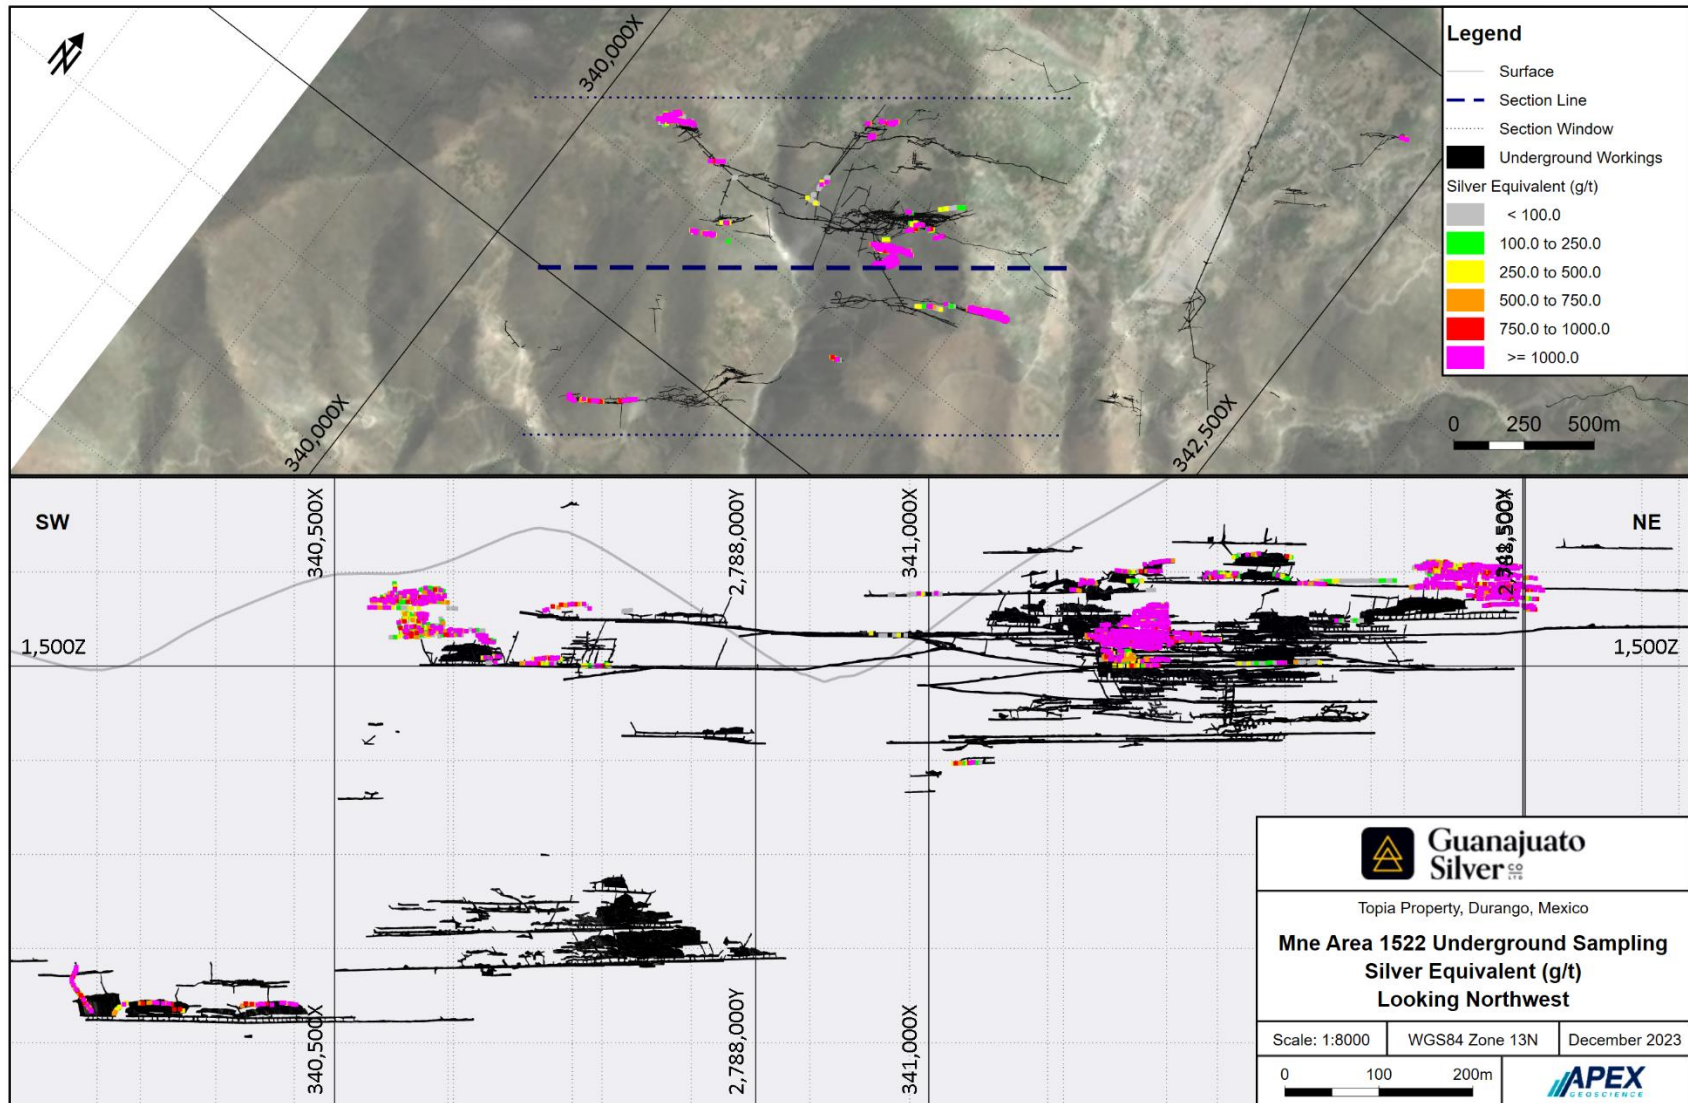 N
340,000X
340,000X
342,500X
Legend
Surface
Section Line
Section Window
Underground Workings
Silver Equivalent (g/t)
< 100.0
100.0 to 250.0
250.0 to 500.0
500.0 to 750.0
750.0 to 1000.0
>= 1000.0
0 250 500m
SW
NE
340,500X
2,788,000Y
341,000X
1,500Z
1,500Z
340,500X
2,788,000Y
341,000X
Guanajuato
Silver CO
LTD
Topia Property, Durango, Mexico
Mne Area 1522 Underground Sampling
Silver Equivalent (g/t)
Looking Northwest
Scale: 1:8000
WGS84 Zone 13N
December 2023
0 100 200m
APEX
GEOSCIENCE